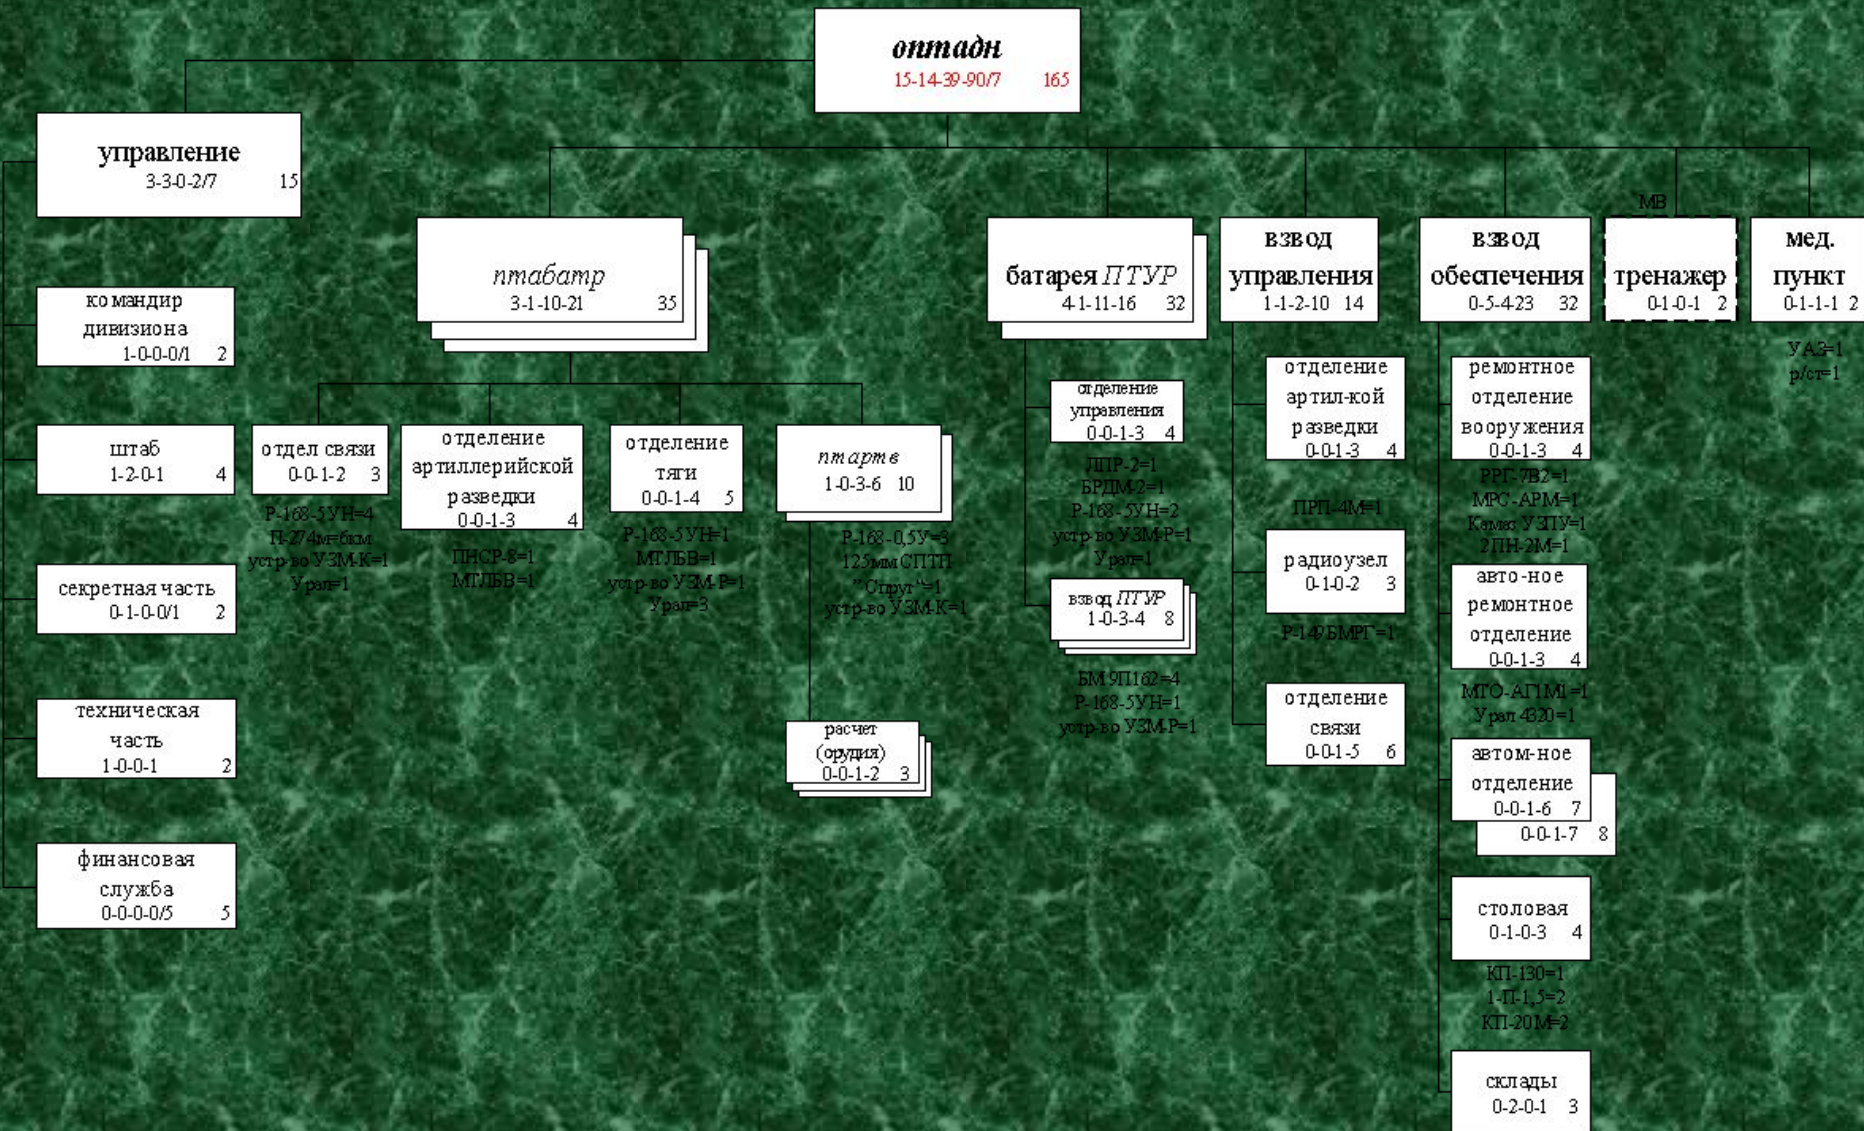 оптадн
15-14-39-90/7 165
управление
3-3-0-2/7 15
командир
дивизиона
1-0-0-0/1 2
штаб
1-2-0-1 4
секретная часть
0-1-0-0/1 2
техническая
часть
1-0-0-1 2
финансовая
служба
0-0-0-0/5 5
птабатр
3-1-10-21 35
отдел связи
0-0-1-2 3
Р-168-5УН=4
П-274м=6км
устр-во УЗМ-К=1
Урал=1
отделение
артиллерийской
разведки
0-0-1-3 4
ПНСР-8=1
МТЛБВ=1
отделение
тяги
0-0-1-4 5
Р-168-5УН=1
МТЛБВ=1
устр-во УЗМ-Р=1
Урал=3
птартв
1-0-3-6 10
Р-168-0,5У=3
125мм СПТП
"Спруг"=1
устр-во УЗМ-К=1
расчет
(орудия)
0-0-1-2 3
батарея ПТУР
4-1-11-16 32
отделение
управления
0-0-1-3 4
ЛПР-2=1
БРДМ-2=1
Р-168-5УН=2
устр-во УЗМ-Р=1
Урал=1
взвод ПТУР
1-0-3-4 8
БМ 9П162=4
Р-168-5УН=1
устр-во УЗМ-Р=1
взвод
управления
1-1-2-10 14
отделение
артил-кой
разведки
0-0-1-3 4
ПРП-4М=1
радиоузел
0-1-0-2 3
Р-149БМРГ=1
отделение
связи
0-0-1-5 6
взвод
обеспечения
0-5-4-23 32
ремонтное
отделение
вооружения
0-0-1-3 4
РРГ-7В2=1
МРС-АРМ=1
Камаз УЗПУ=1
2ПН-2М=1
авто-ное
ремонтное
отделение
0-0-1-3 4
МТО-АГ1М1=1
Урал 4320=1
автом-ное
отделение
0-0-1-6 7
0-0-1-7 8
столовая
0-1-0-3 4
КП-130=1
1-П-1,5=2
КП-20М=2
склады
0-2-0-1 3
МВ
тренажер
0-1-0-1 2
мед.
пункт
0-1-1-1 2
УАЗ=1
р/ст=1